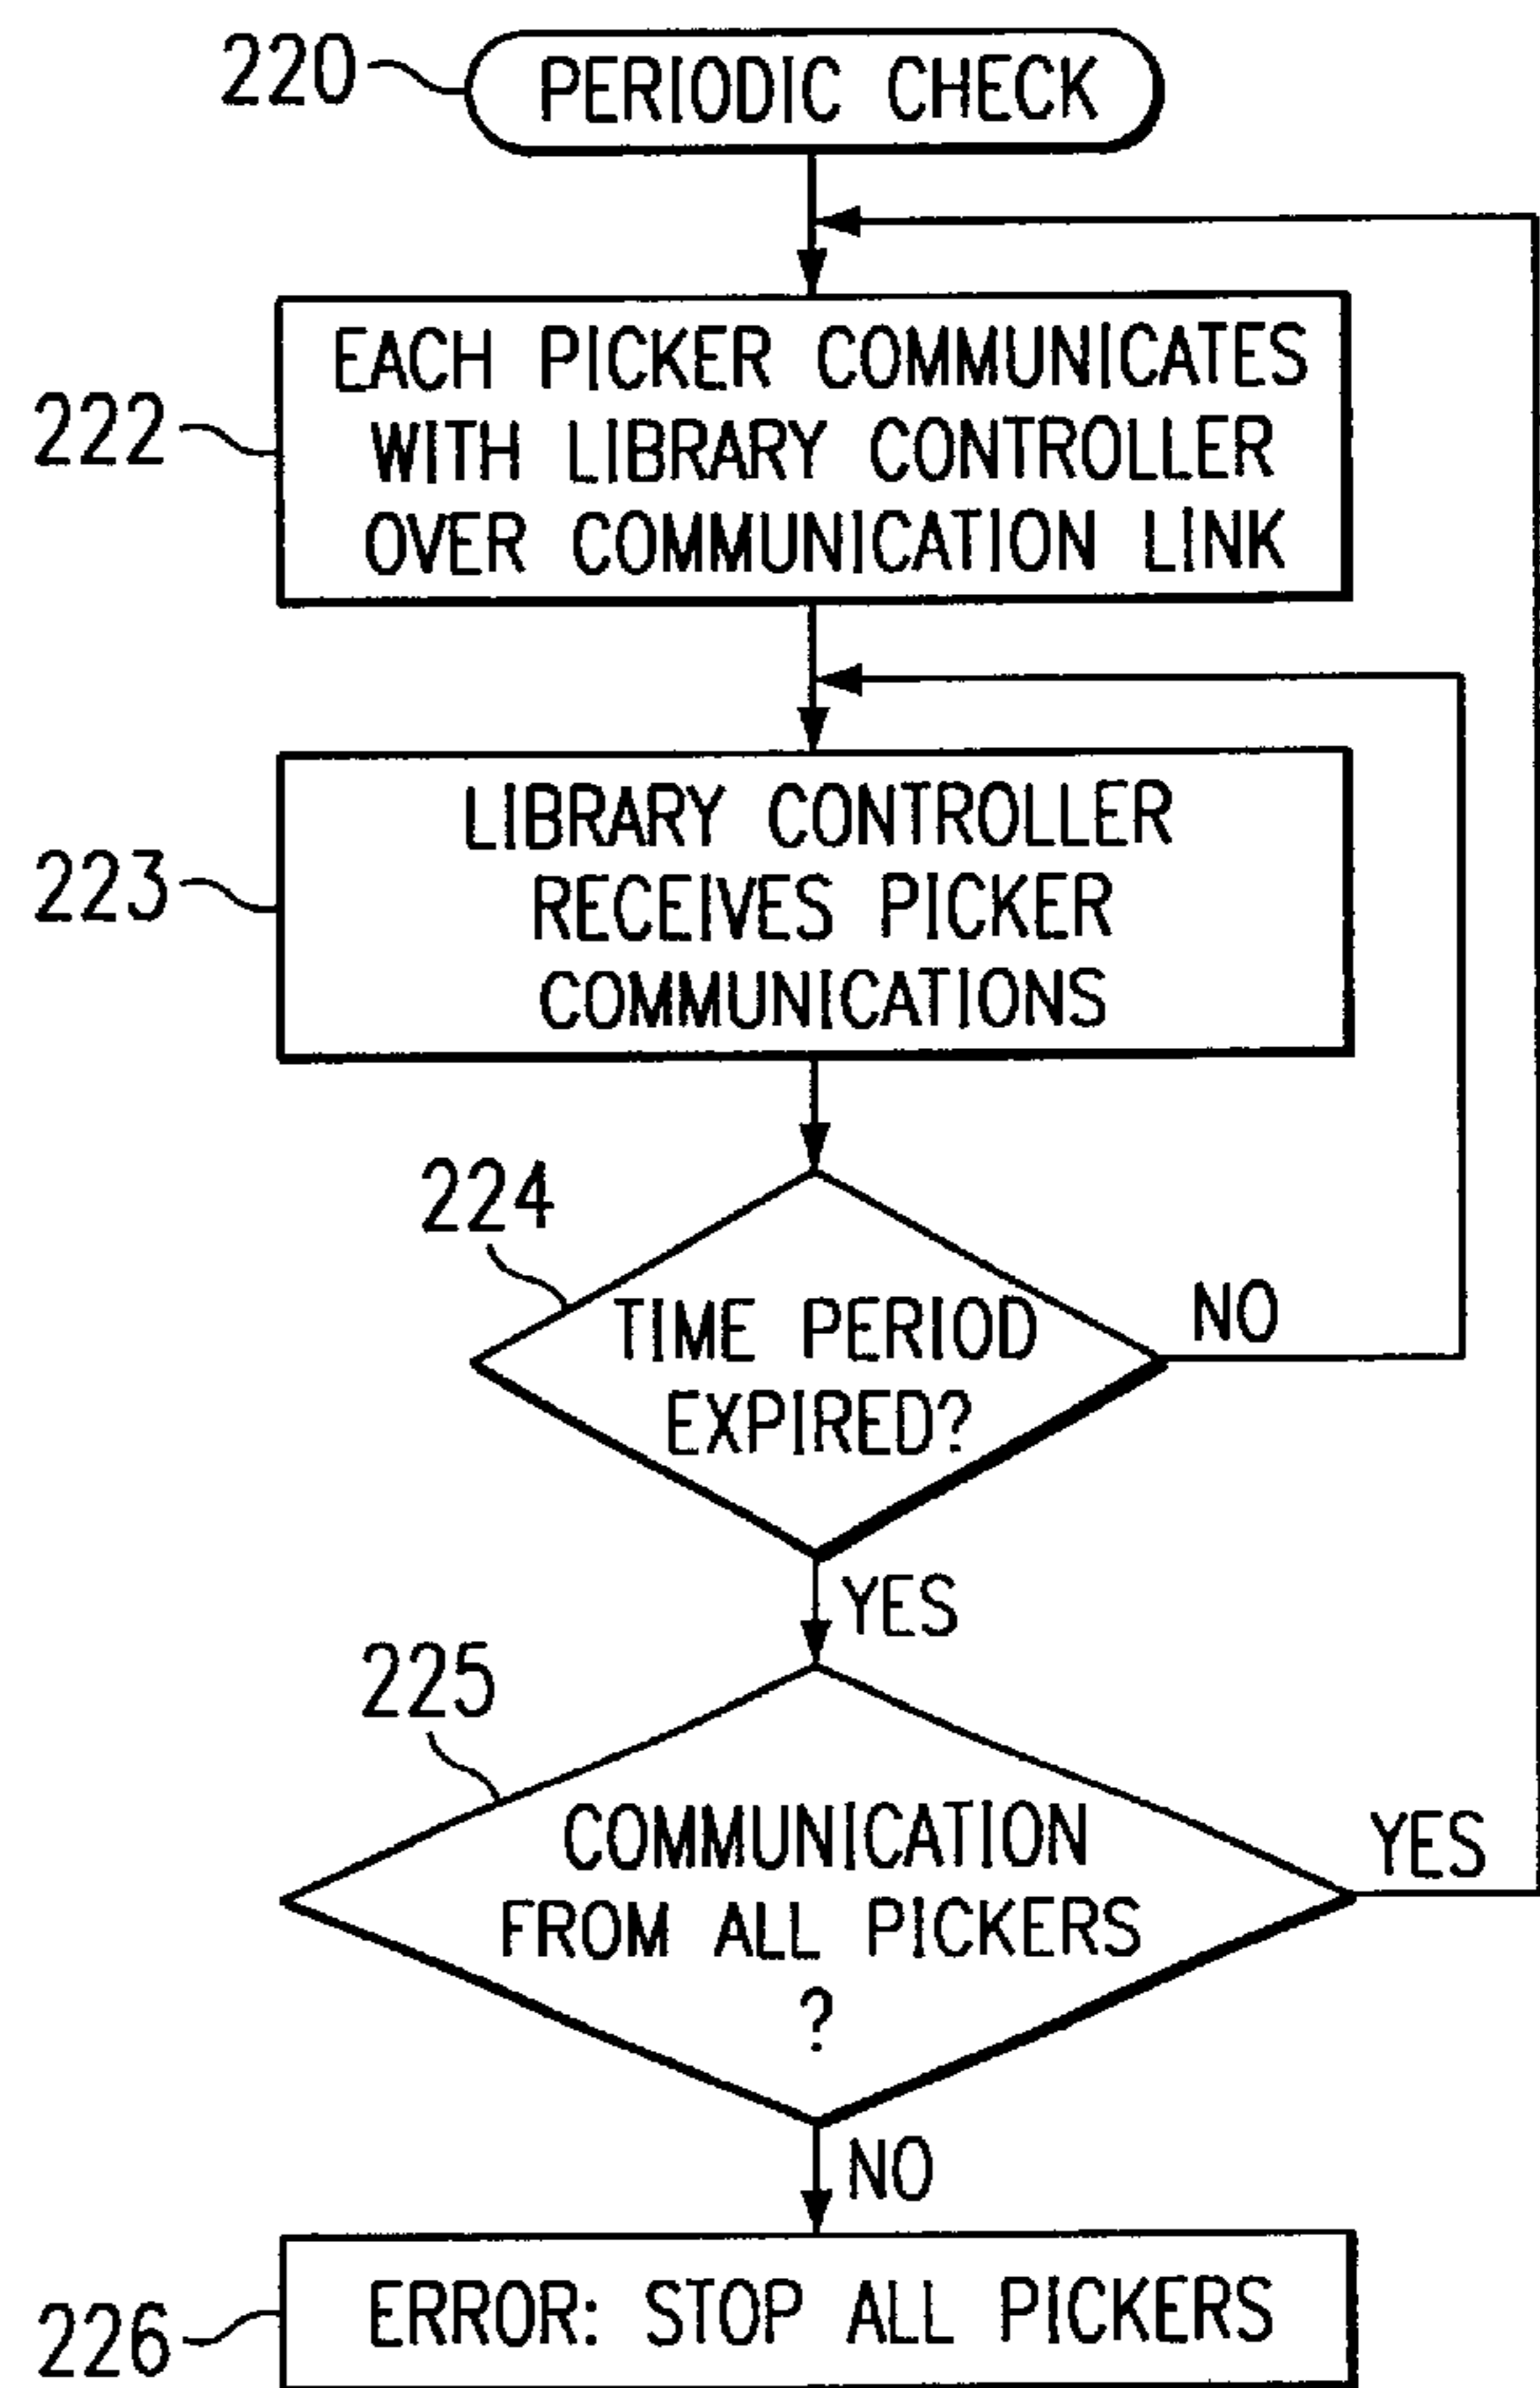 220
PERIODIC CHECK
222
EACH PICKER COMMUNICATES
WITH LIBRARY CONTROLLER
OVER COMMUNICATION LINK
223
LIBRARY CONTROLLER
RECEIVES PICKER
COMMUNICATIONS
224
TIME PERIOD
EXPIRED?
NO
YES
225
COMMUNICATION
FROM ALL PICKERS
?
YES
NO
226
ERROR: STOP ALL PICKERS